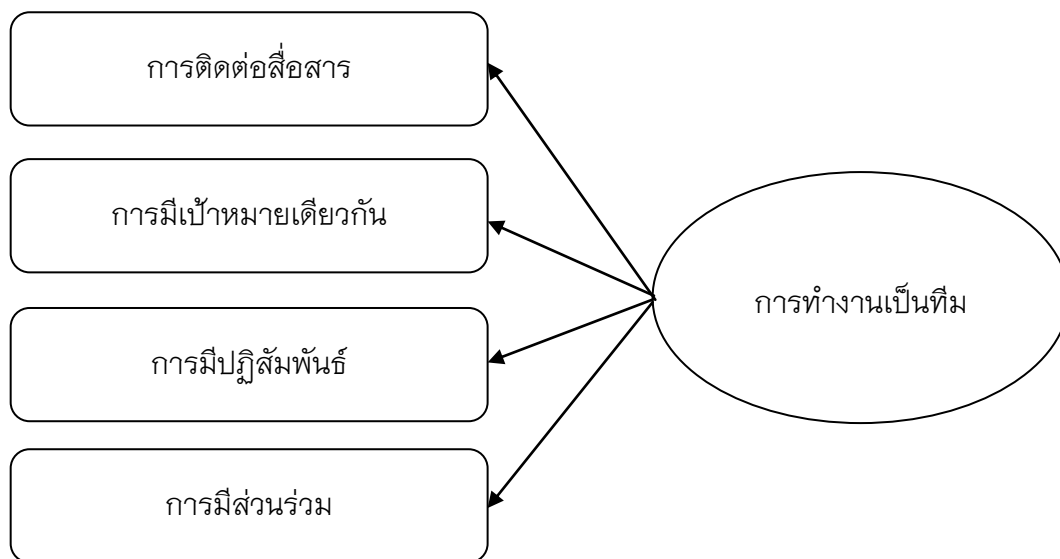 การติดต่อสื่อสาร
การมีเป้าหมายเดียวกัน
การมีปฏิสัมพันธ์
การมีส่วนร่วม
การทำงานเป็นทีม